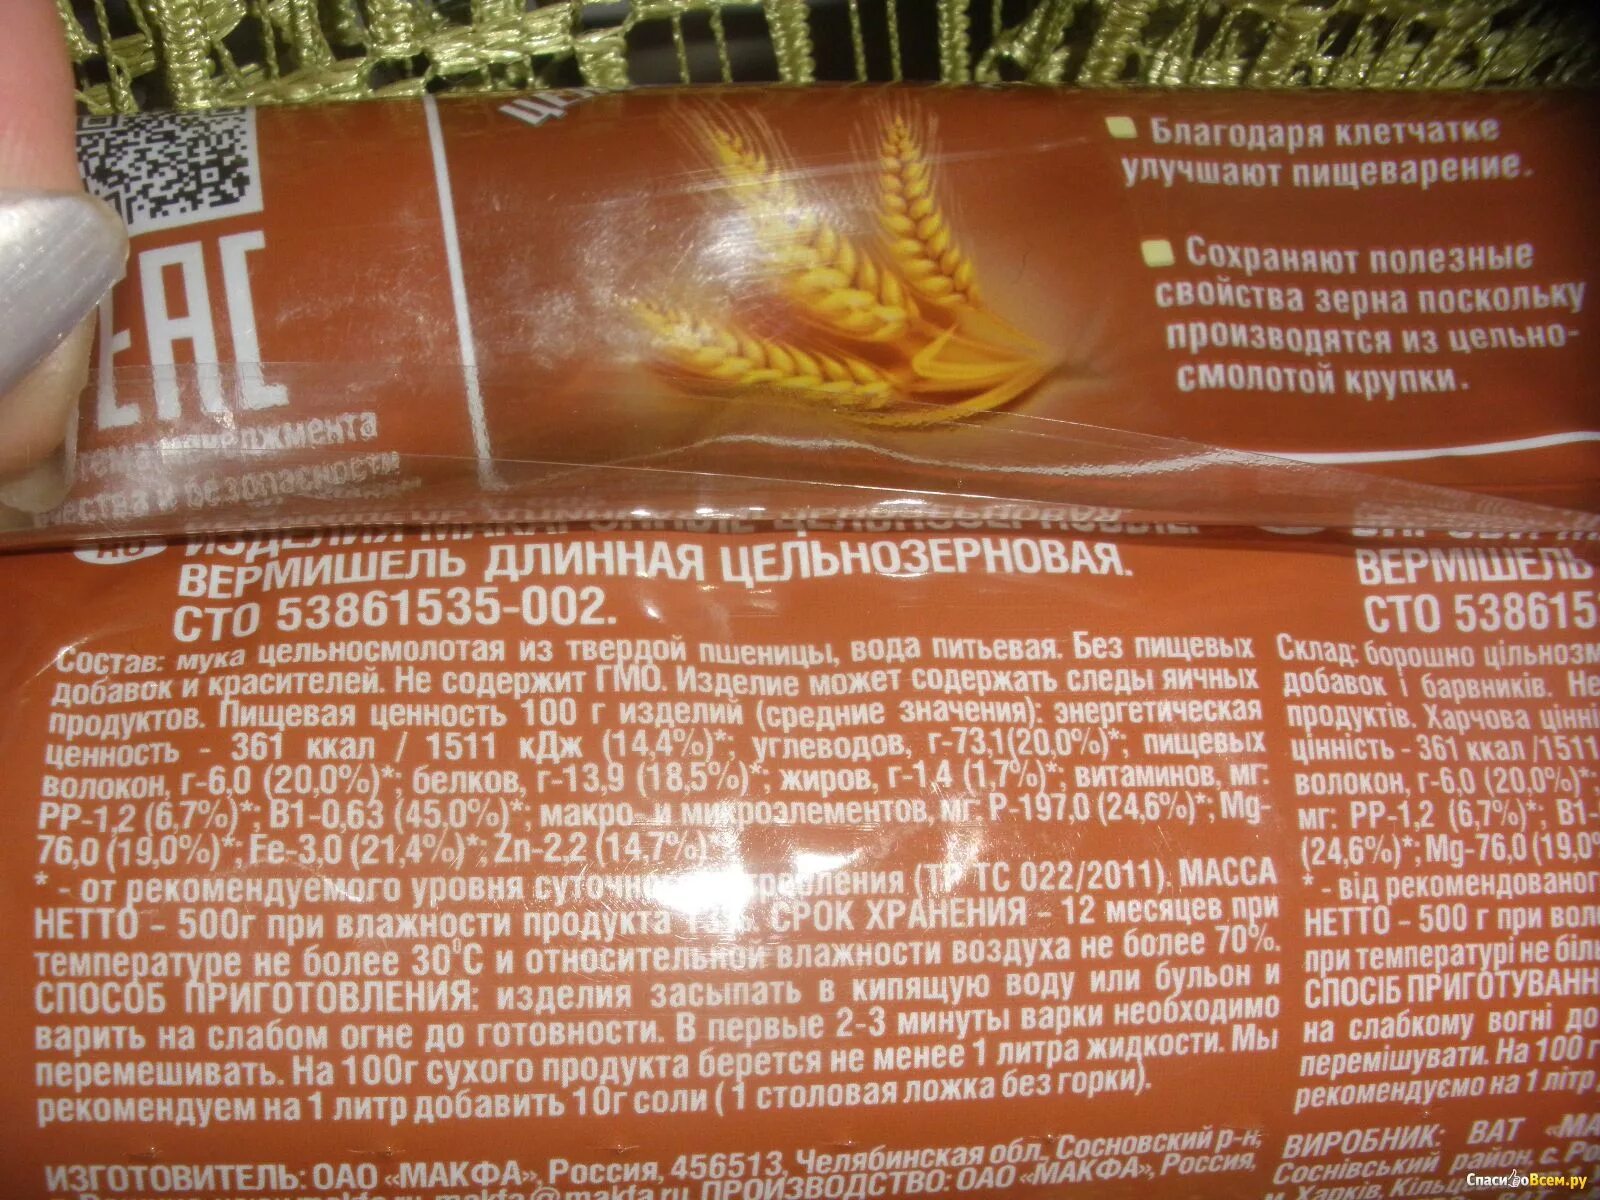 Благодаря клетчатке
улучшают пищеварение.
Сохраняют полезные
свойства зерна поскольку
производятся из цельно-
смолотой крупки.
EAC
безопасности
ВЕРМИШЕЛЬ ДЛИННАЯ ЦЕЛЬНОЗЕРНОВАЯ.
СТО 53861535-002.
Состав: мука цельносмолотая из твердой пшеницы, вода питьевая. Без пищевых
добавок и красителей. Не содержит ГМО. Изделие может содержать следы яичных
продуктов. Пищевая ценность 100 г изделий (средние значения): энергетическая
ценность - 361 ккал / 1511 кДж (14,4%)*; углеводов, г-73,1(20,0%)*; пищевых
волокон, г-6,0 (20,0%)*; белков, г-13,9 (18,5%)*; жиров, г-1,4 (1,7%)*; витаминов, мг:
РР-1,2 (6,7%)*; В1-0,63 (45,0%)*; макро- и микроэлементов, мг: Р-197,0 (24,6%)*; Mg-
76,0 (19,0%)*; Fe-3,0 (21,4%)*; Zn-2,2 (14,7%)
* - от рекомендуемого уровня (ТР ТС 022/2011). МАССА
НЕТТО - 500г при влажности продукта СРОК ХРАНЕНИЯ - 12 месяцев при
температуре не более 30°С и относительной влажности воздуха не более 70%.
СПОСОБ ПРИГОТОВЛЕНИЯ: изделия засыпать в кипящую воду или бульон и
варить на слабом огне до готовности. В первые 2-3 минуты варки необходимо
перемешивать. На 100г сухого продукта берется не менее 1 литра жидкости. Мы
рекомендуем на 1 литр добавить 10г соли ( 1 столовая ложка без горки).
ИЗГОТОВИТЕЛЬ: ОАО «МАКФА», Россия, 456513, Челябинская обл., Сосновский р-н,
makfa@makfa.ru ПРОИЗВОДСТВО: ОАО «МАКФА», Россия,
ВЕРМІШЕЛЬ
СТО 538615
Склад: борошно
добавок і барвників. Не
продуктів. Харчова
цінність - 361 ккал /1511
волокон, г-6,0 (20,0%)*;
мг: РР-1,2 (6,7%)*; В1-
(24,6%)*; Mg-76,0 (19,0
* - від
НЕТТО - 500 г при
при температурі не
СПОСІБ
на слабкому вогні до
перемішувати. На 100
рекомендуємо на 1 літр
ВИРОБНИК: ВАТ
Соснівський район, с.
м. Харків,
СпасибоВсем.ру